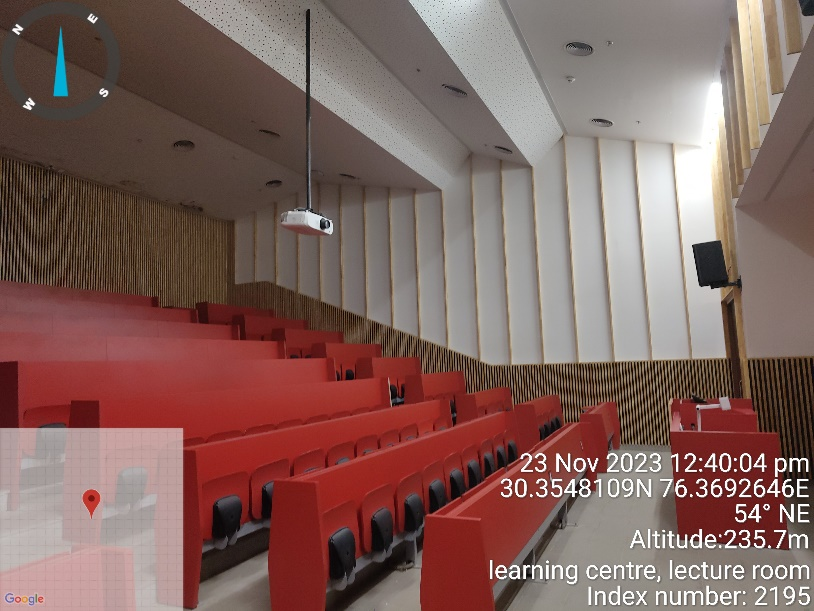 N
E
W
S
23 Nov 2023 12:40:04 pm
30.3548109N 76.3692646E
54° NE
Altitude:235.7m
learning centre, lecture room
Index number: 2195
Google